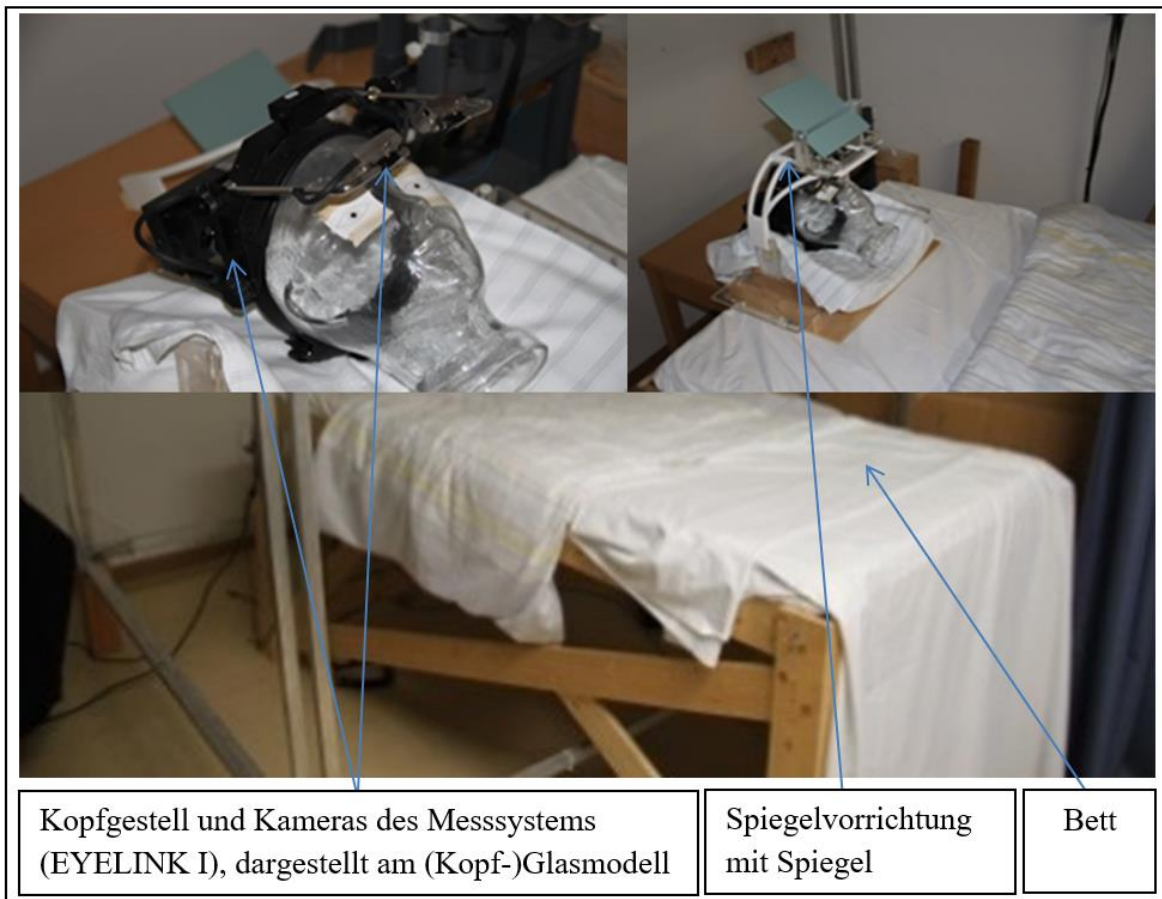 Kopfgestell und Kameras des Messsystems
(EYELINK I), dargestellt am (Kopf-)Glasmodell
Spiegelvorrichtung
mit Spiegel
Bett